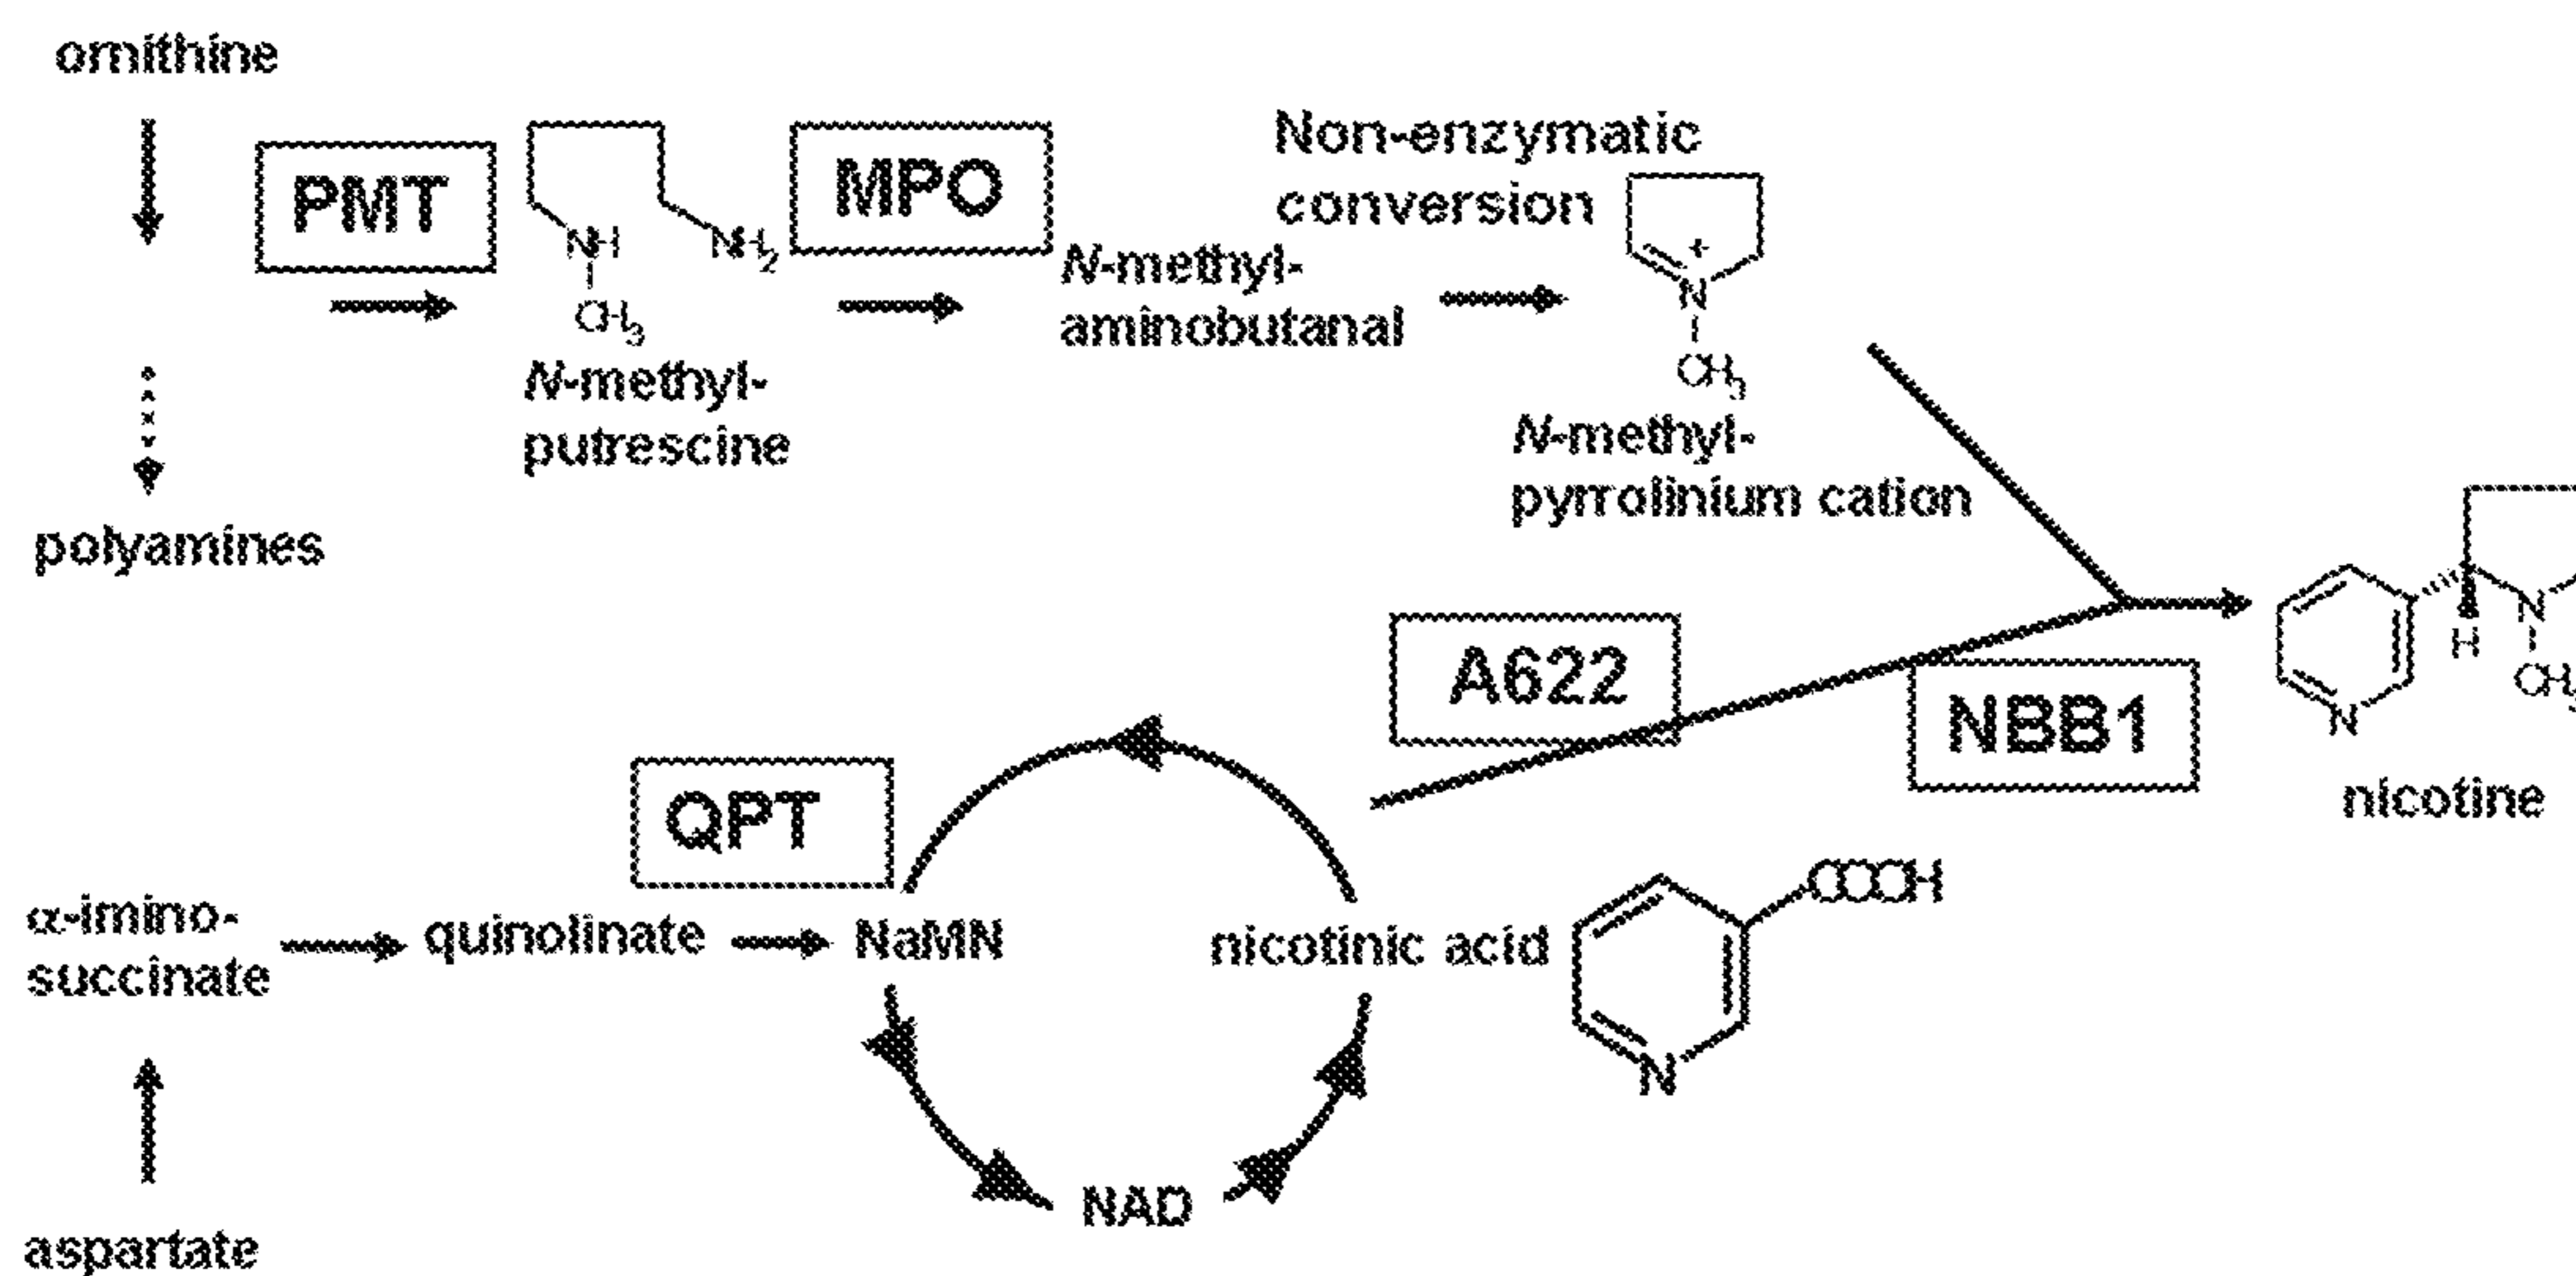 ornithine
PMT
NH
NH2
CH3
N-methyl-
putrescine
MPO
N-methyl-
aminobutanal
Non-enzymatic
conversion
+
N
CH3
N-methyl-
pyrrolinium cation
polyamines
A622
NBB1
H
N
CH3
N
nicotine
QPT
α-imino-
succinate
quinolinate
NaMN
nicotinic acid
COOH
N
NAD
aspartate